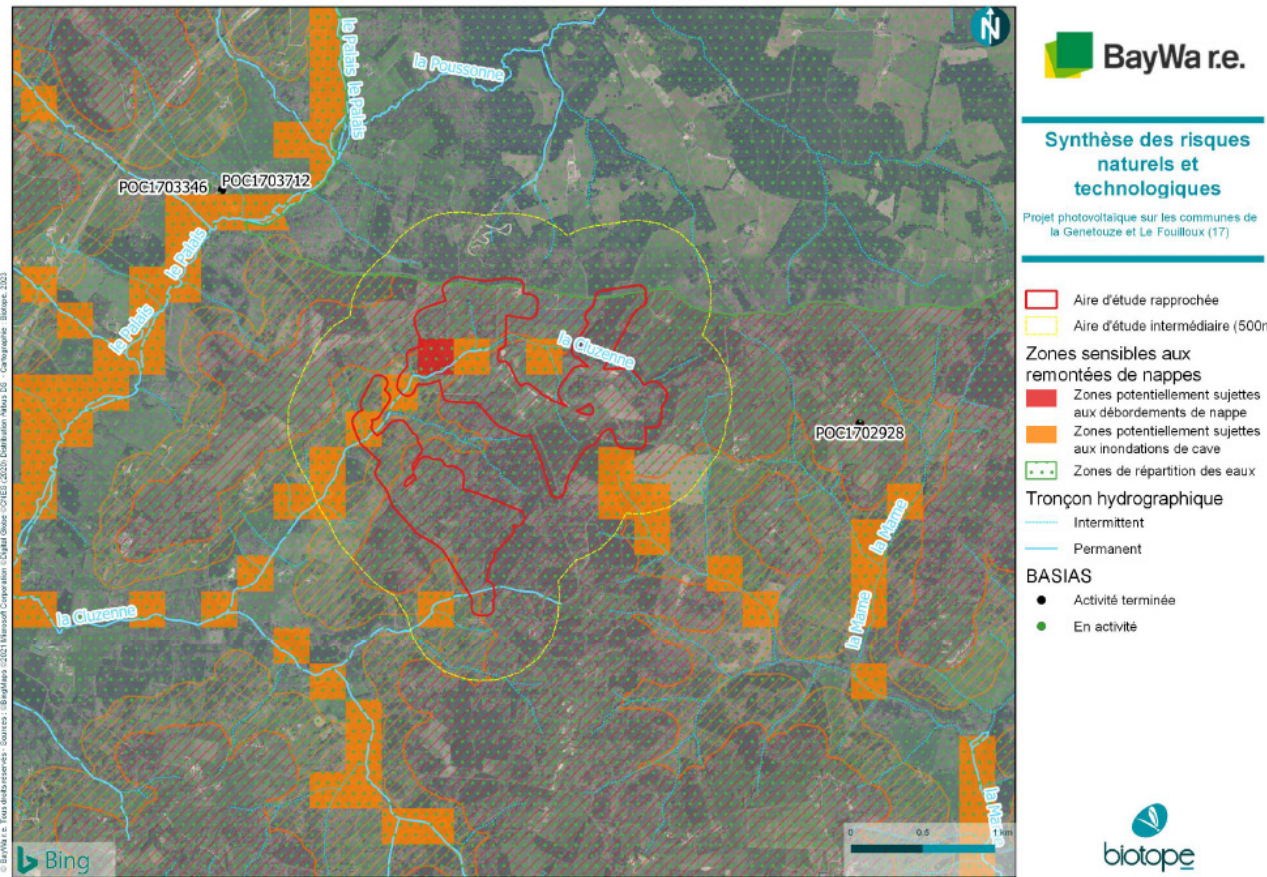 N
BayWa r.e.
Synthèse des risques
naturels et
technologiques
Projet photovoltaïque sur les communes de
la Genetouze et Le Fouilloux (17)
Aire d'étude rapprochée
Aire d'étude intermédiaire (500m
Zones sensibles aux
remontées de nappes
Zones potentiellement sujettes
aux débordements de nappe
Zones potentiellement sujettes
aux inondations de cave
Zones de répartition des eaux
Tronçon hydrographique
Intermittent
Permanent
BASIAS
Activité terminée
En activité
biotope
le Palais
le Palais
la Poussonne
POC1703346
POC1703712
le Palais
le Palais
la Cluzenne
POC1702928
la Mame
la Mame
la Cluzenne
la Ma
0 0.5 1 km
Bing